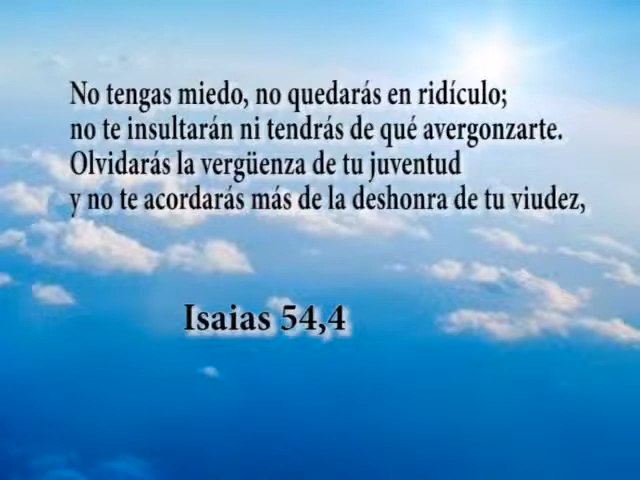 No tengas miedo, no quedarás en ridículo;
no te insultarán ni tendrás de qué avergonzarte.
Olvidarás la vergüenza de tu juventud
y no te acordarás más de la deshonra de tu viudez,
Isaias 54,4